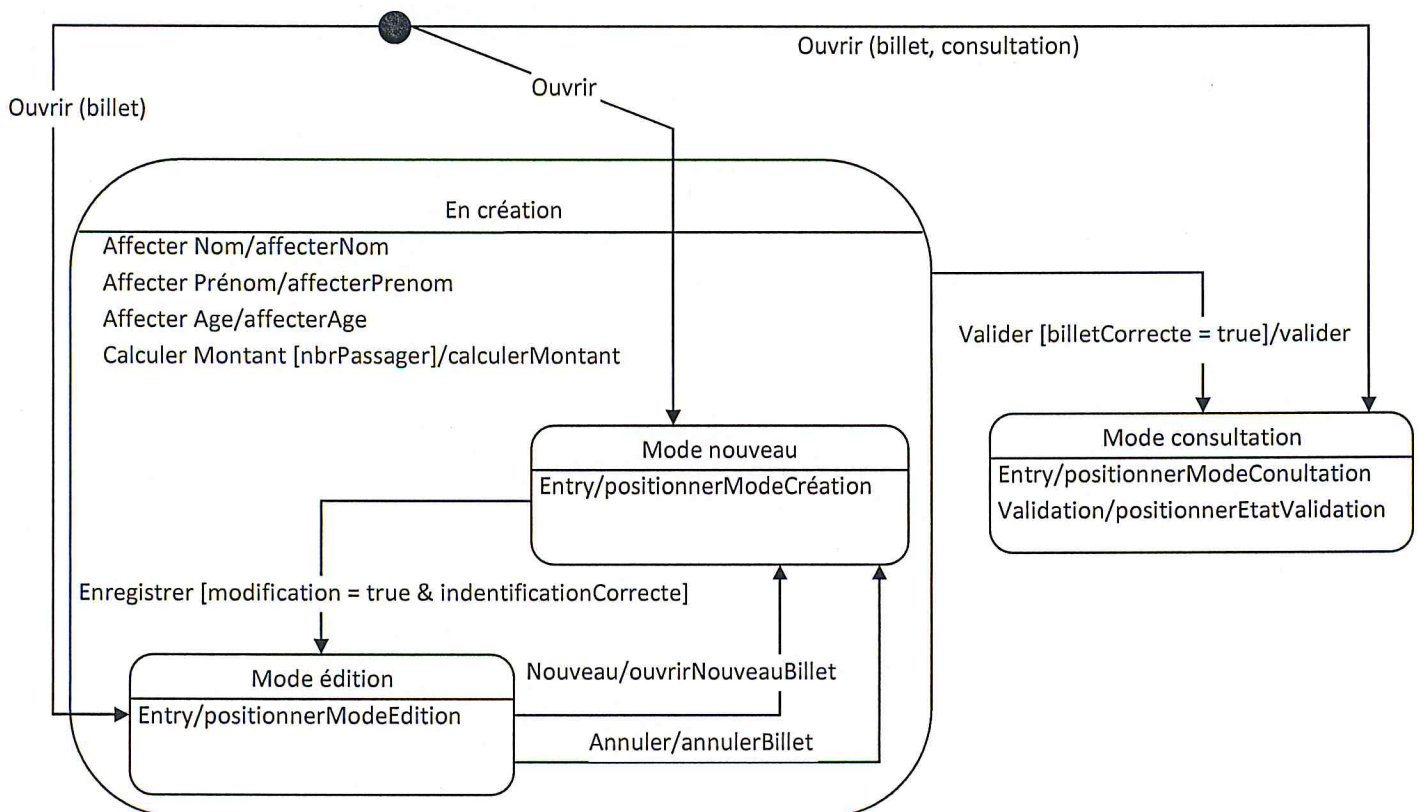 Ouvrir (billet, consultation)
Ouvrir
Ouvrir (billet)
En création
Affecter Nom/affecterNom
Affecter Prénom/affecterPrenom
Affecter Age/affecterAge
Calculer Montant [nbrPassager]/calculerMontant
Valider [billetCorrecte = true]/valider
Mode nouveau
Entry/positionnerModeCréation
Mode consultation
Entry/positionnerModeConultation
Validation/positionnerEtatValidation
Enregistrer [modification = true & indentificationCorrecte]
Mode édition
Entry/positionnerModeEdition
Nouveau/ouvrirNouveauBillet
Annuler/annulerBillet